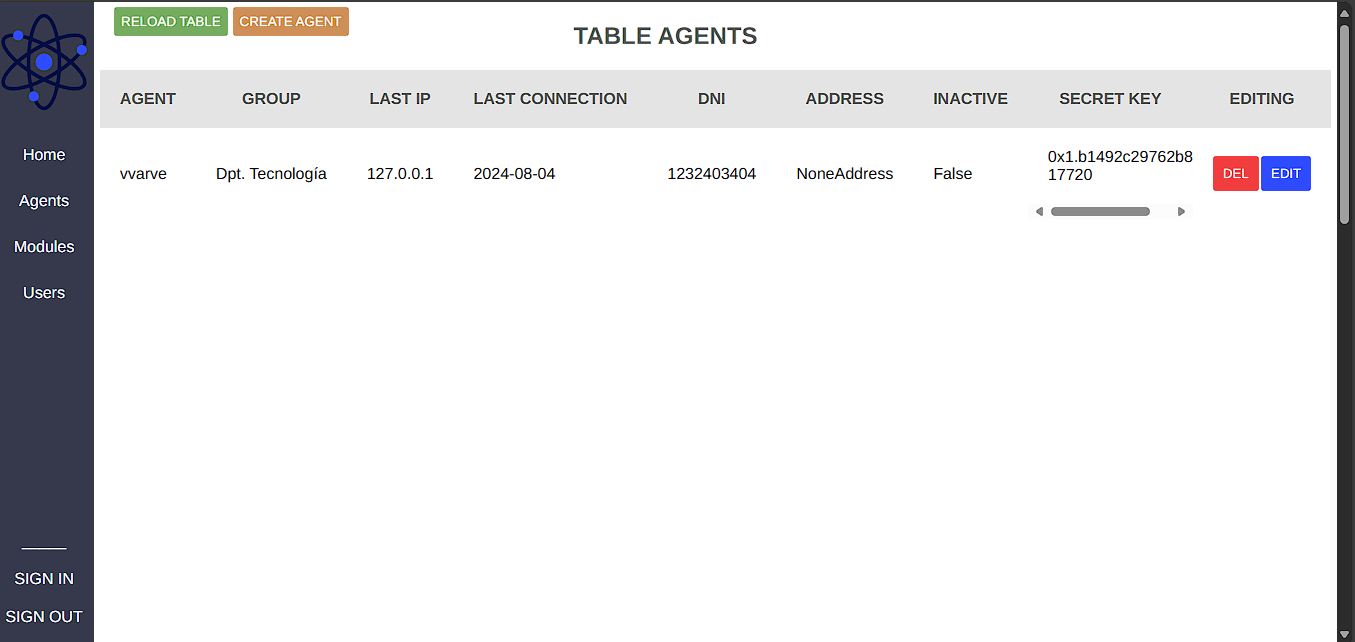 RELOAD TABLE CREATE AGENT
TABLE AGENTS
AGENT GROUP LAST IP LAST CONNECTION DNI ADDRESS INACTIVE SECRET KEY EDITING
vvarve Dpt. Tecnología 127.0.0.1 2024-08-04 1232403404 NoneAddress False 0x1.b1492c29762b8
17720
DEL EDIT
Home
Agents
Modules
Users
SIGN IN
SIGN OUT